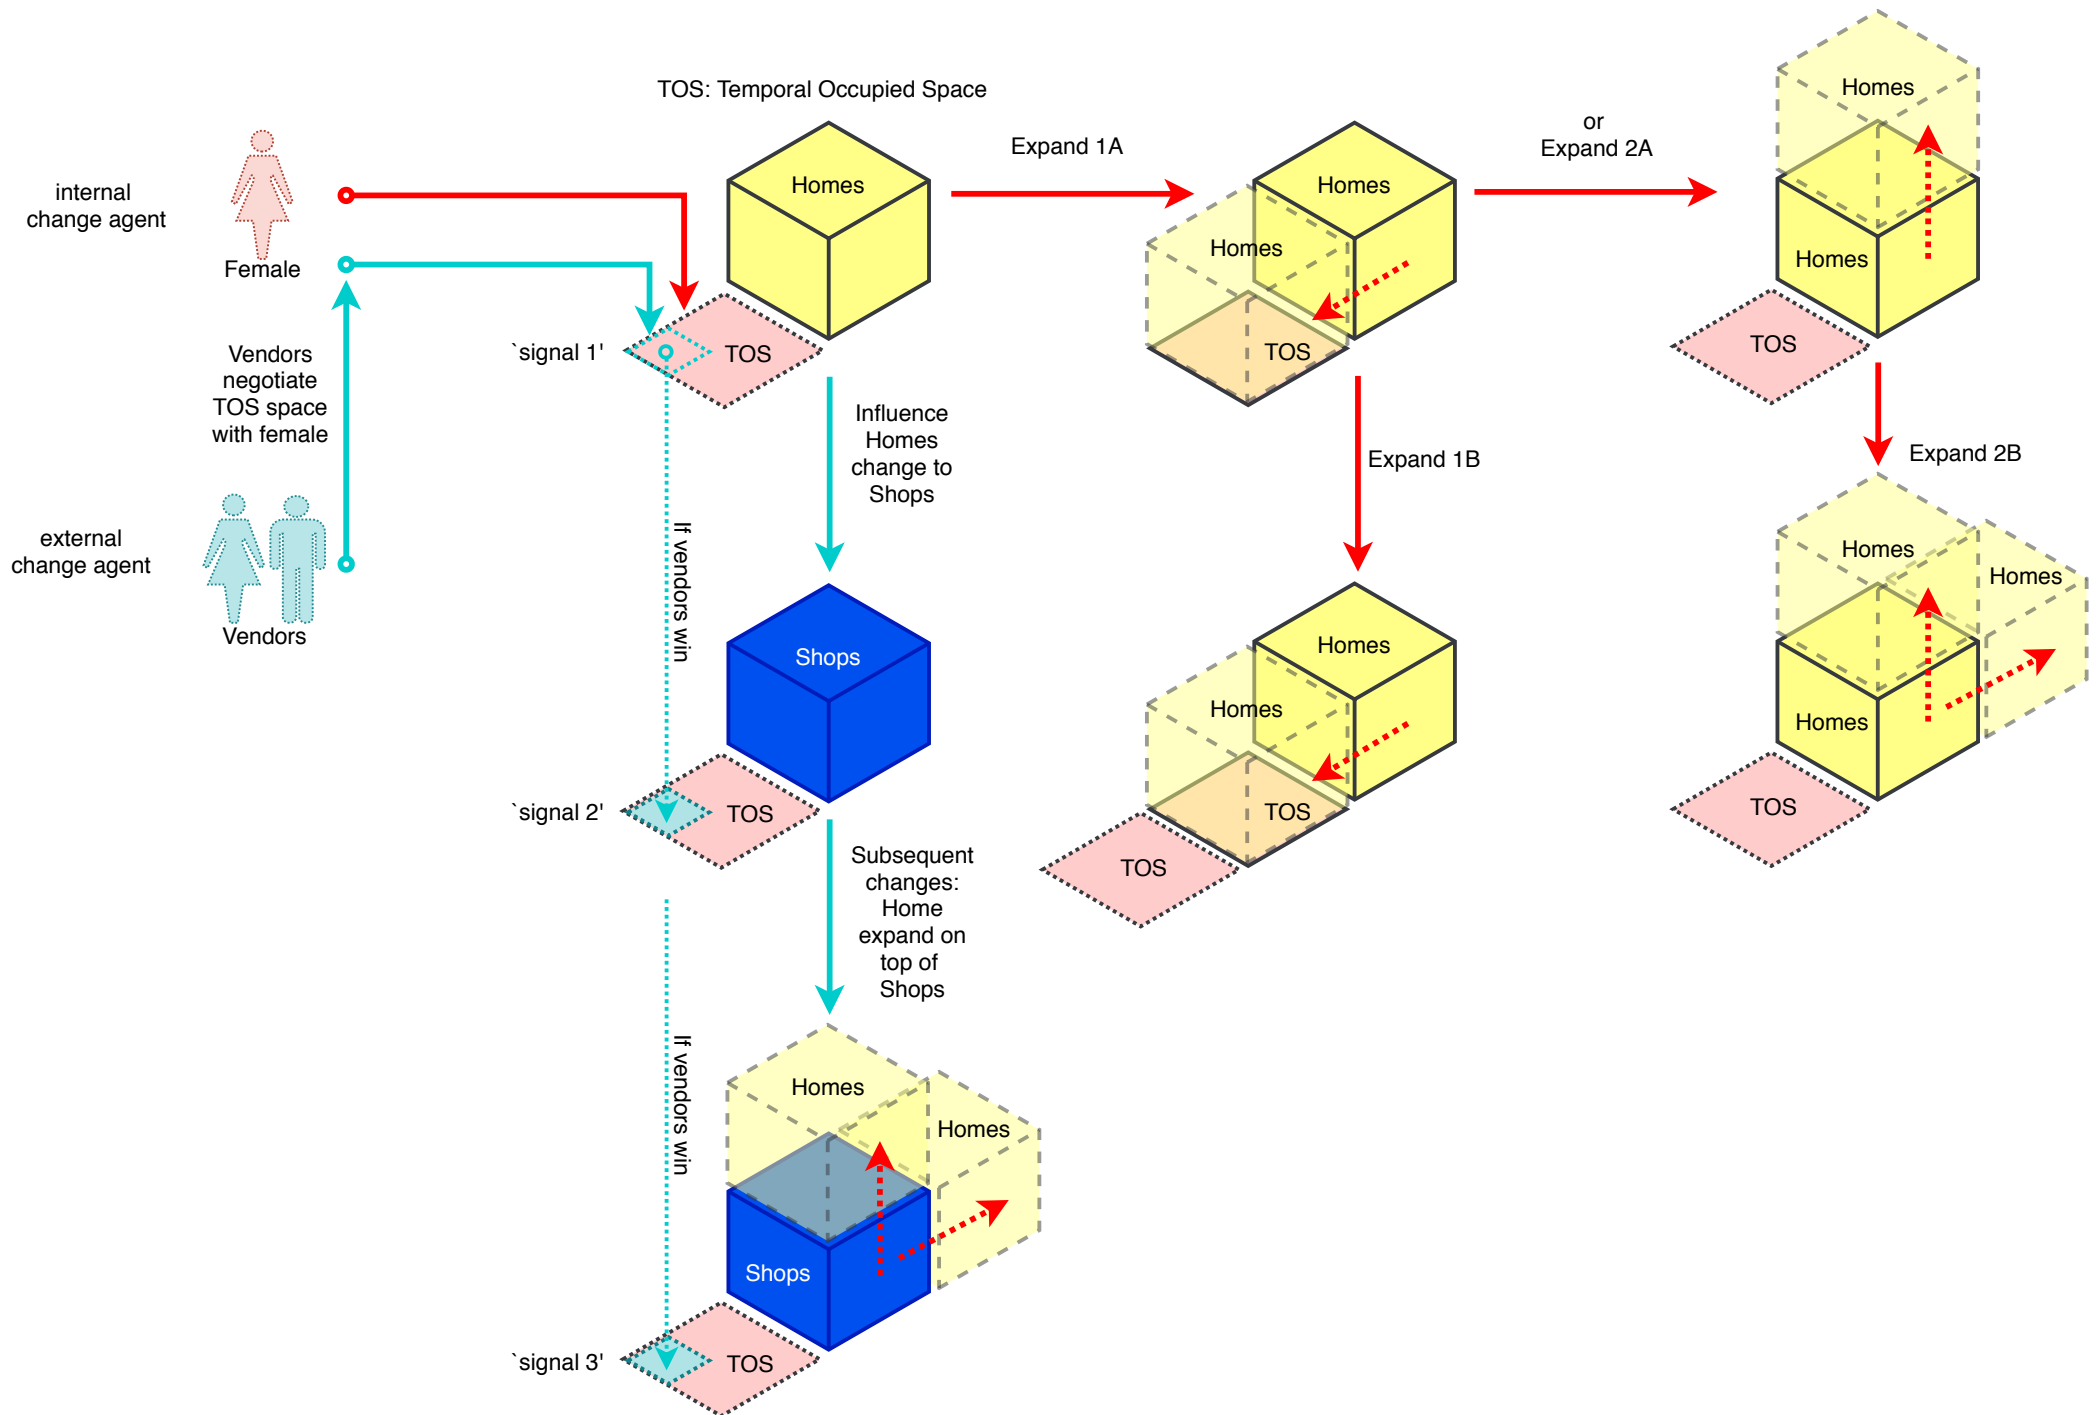 TOS: Temporal Occupied Space
internal
change agent
Female
Vendors
negotiate
TOS space
with female
external
change agent
Vendors
Homes
`signal 1'
TOS
Expand 1A
Homes
Homes
TOS
or
Expand 2A
Homes
Homes
TOS
Influence
Homes
change to
Shops
If vendors win
Expand 1B
Expand 2B
Shops
`signal 2'
TOS
Homes
Homes
TOS
TOS
Homes
Homes
Homes
TOS
Subsequent
changes:
Home
expand on
top of
Shops
If vendors win
Homes
Homes
Shops
`signal 3'
TOS